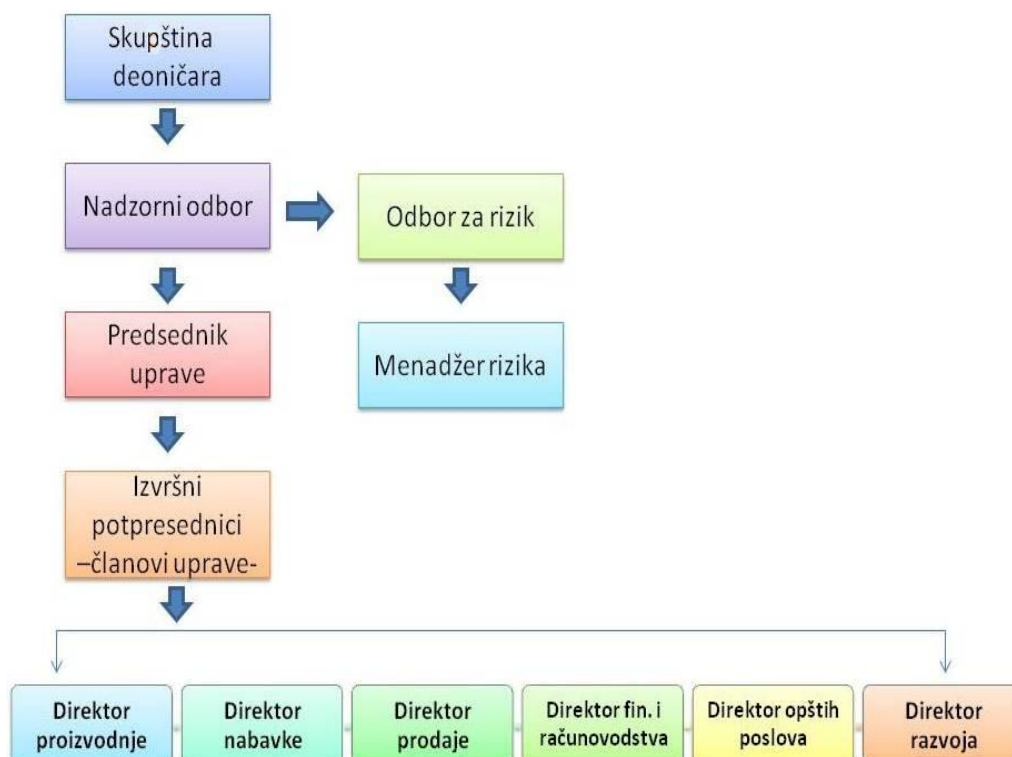 Skupština
deoničara
Nadzorni odbor
Odbor za rizik
Predsednik
uprave
Menadžer rizika
Izvršni
potpresednici
–članovi uprave-
Direktor
proizvodnje
Direktor
nabavke
Direktor
prodaje
Direktor fin. i
računovodstva
Direktor opštih
poslova
Direktor
razvoja